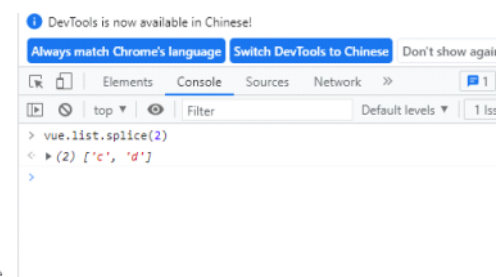 DevTools is now available in Chinese!
Always match Chrome's language Switch DevTools to Chinese Don't show again
Elements Console Sources Network »
1
top ▼ Filter Default levels ▼ 1 Iss
> vue.list.splice(2)
< ▶ (2) ['c', 'd']
>